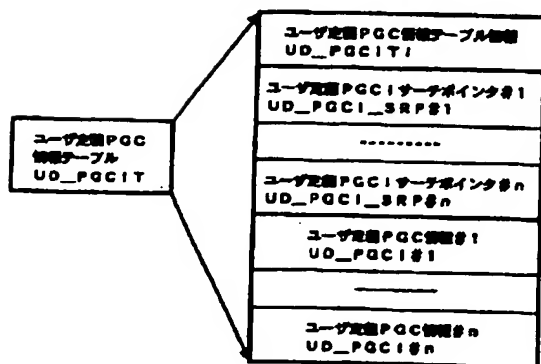 ユーザ定義PGC
情報テーブル
UD_PGCIT
ユーザ定義PGC情報テーブル情報
UD_PGCITI
ユーザ定義PGCIサーチポインタ#1
UD_PGCI_SRP#1
---------
ユーザ定義PGCIサーチポインタ#n
UD_PGCI_SRP#n
ユーザ定義PGC情報#1
UD_PGCI#1
---------
ユーザ定義PGC情報#n
UD_PGCI#n